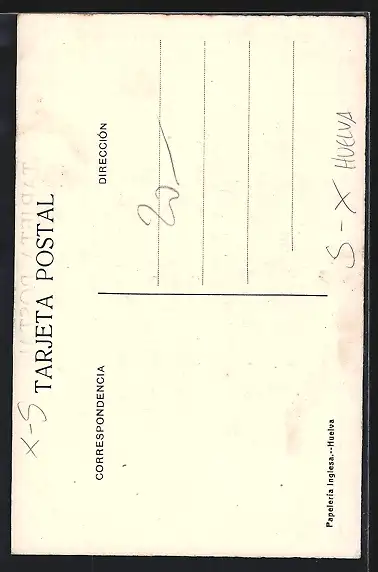 X-S
TARJETA POSTAL
CORRESPONDENCIA
DIRECCIÓN
20-
S-X HUELVA
Papelería Inglesa.--Huelva